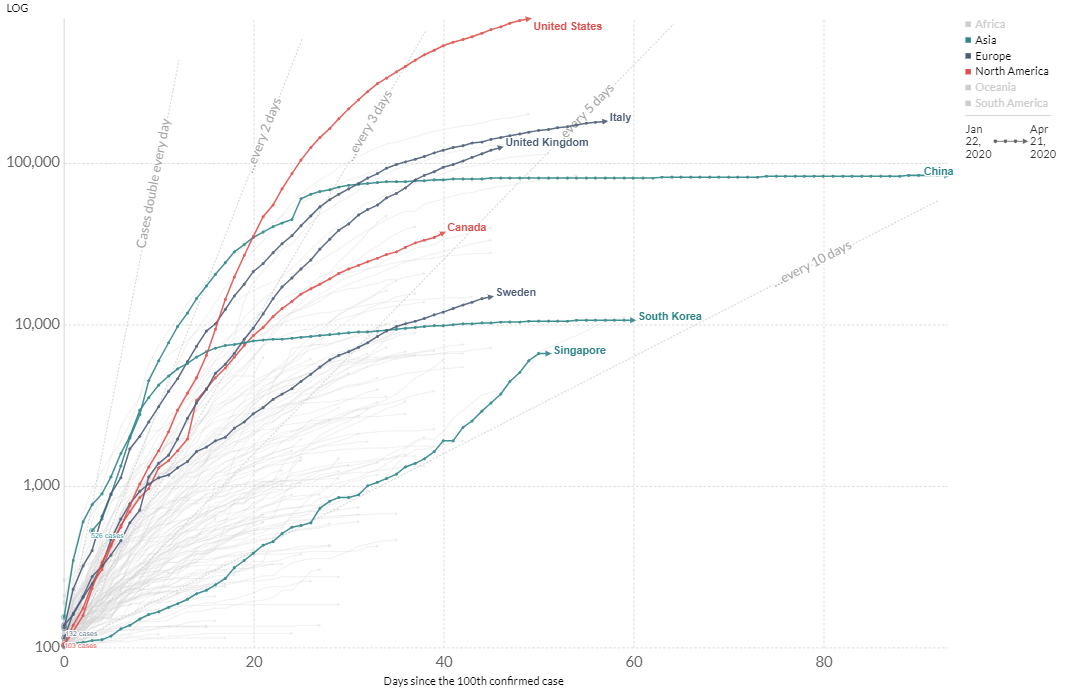 LOG
United States
Africa
Asia
Europe
North America
Oceania
South America
Jan 22, 2020
Apr 21, 2020
Cases double every day
every 2 days
every 3 days
every 5 days
every 10 days
Italy
United Kingdom
China
Canada
Sweden
South Korea
Singapore
100,000
10,000
1,000
100
526 cases
132 cases
103 cases
0
20
40
60
80
Days since the 100th confirmed case